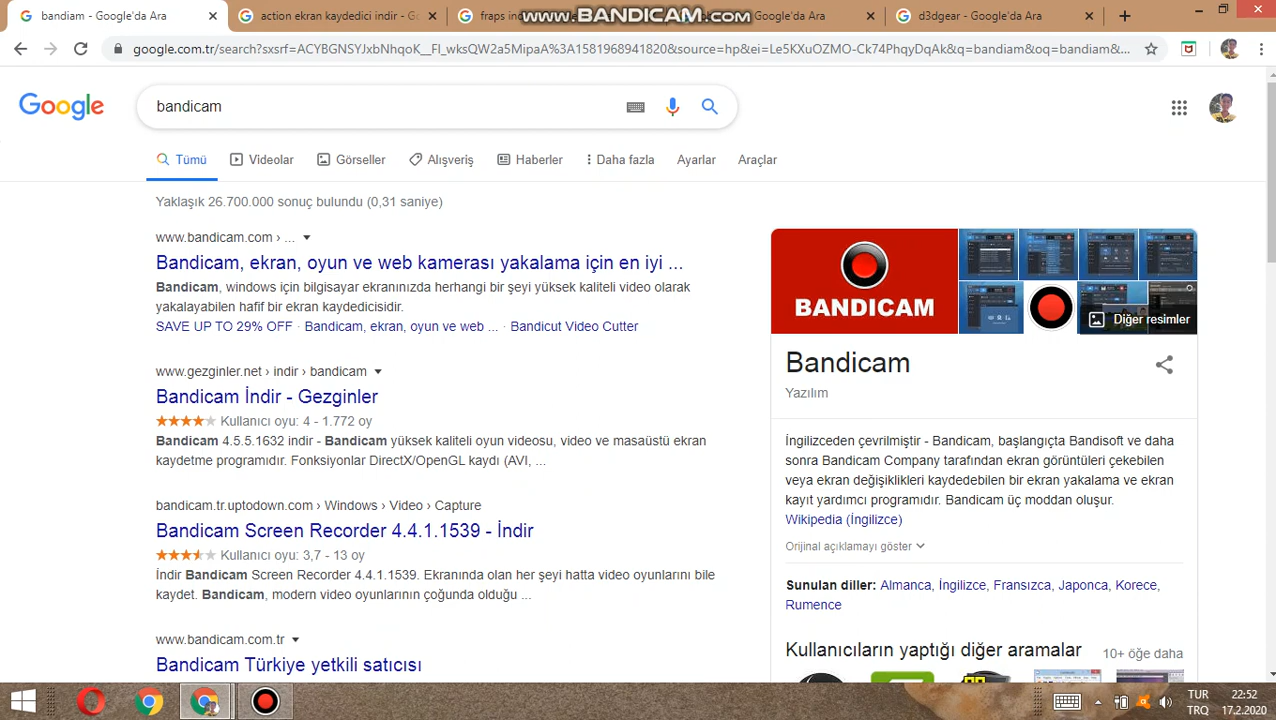 bandiam - Google'da Ara
action ekran kaydedici indir - Go
fraps in
www.BANDICAM.com
Google'da Ara
d3dgear - Google'da Ara
google.com.tr/search?sxsrf=ACYBGNSYJxbNhqoK__Fl_wksQW2a5MipaA%3A1581968941820&source=hp&ei=Le5KXuOZMO-Ck74PhqyDqAk&q=bandiam&oq=bandiam&...
Google
bandicam
Tümü
Videolar
Görseller
Alışveriş
Haberler
Daha fazla
Ayarlar
Araçlar
Yaklaşık 26.700.000 sonuç bulundu (0,31 saniye)
www.bandicam.com › ...
Bandicam, ekran, oyun ve web kamerası yakalama için en iyi ...
Bandicam, windows için bilgisayar ekranınızda herhangi bir şeyi yüksek kaliteli video olarak
yakalayabilen hafif bir ekran kaydedicisidir.
SAVE UP TO 29% OFF · Bandicam, ekran, oyun ve web ... · Bandicut Video Cutter
www.gezginler.net › indir › bandicam
Bandicam İndir - Gezginler
Kullanıcı oyu: 4 - 1.772 oy
Bandicam 4.5.5.1632 indir - Bandicam yüksek kaliteli oyun videosu, video ve masaüstü ekran
kaydetme programıdır. Fonksiyonlar DirectX/OpenGL kaydı (AVI, ...
bandicam.tr.uptodown.com › Windows › Video › Capture
Bandicam Screen Recorder 4.4.1.1539 - İndir
Kullanıcı oyu: 3,7 - 13 oy
İndir Bandicam Screen Recorder 4.4.1.1539. Ekranında olan her şeyi hatta video oyunlarını bile
kaydet. Bandicam, modern video oyunlarının çoğunda olduğu ...
www.bandicam.com.tr
Bandicam Türkiye yetkili satıcısı
BANDICAM
Diğer resimler
Bandicam
Yazılım
İngilizceden çevrilmiştir - Bandicam, başlangıçta Bandisoft ve daha
sonra Bandicam Company tarafından ekran görüntüleri çekebilen
veya ekran değişiklikleri kaydedebilen bir ekran yakalama ve ekran
kayıt yardımcı programıdır. Bandicam üç moddan oluşur.
Wikipedia (İngilizce)
Orijinal açıklamayı göster
Sunulan diller: Almanca, İngilizce, Fransızca, Japonca, Korece,
Rumence
Kullanıcıların yaptığı diğer aramalar
10+ öğe daha
TUR
TRQ
22:52
17.2.2020